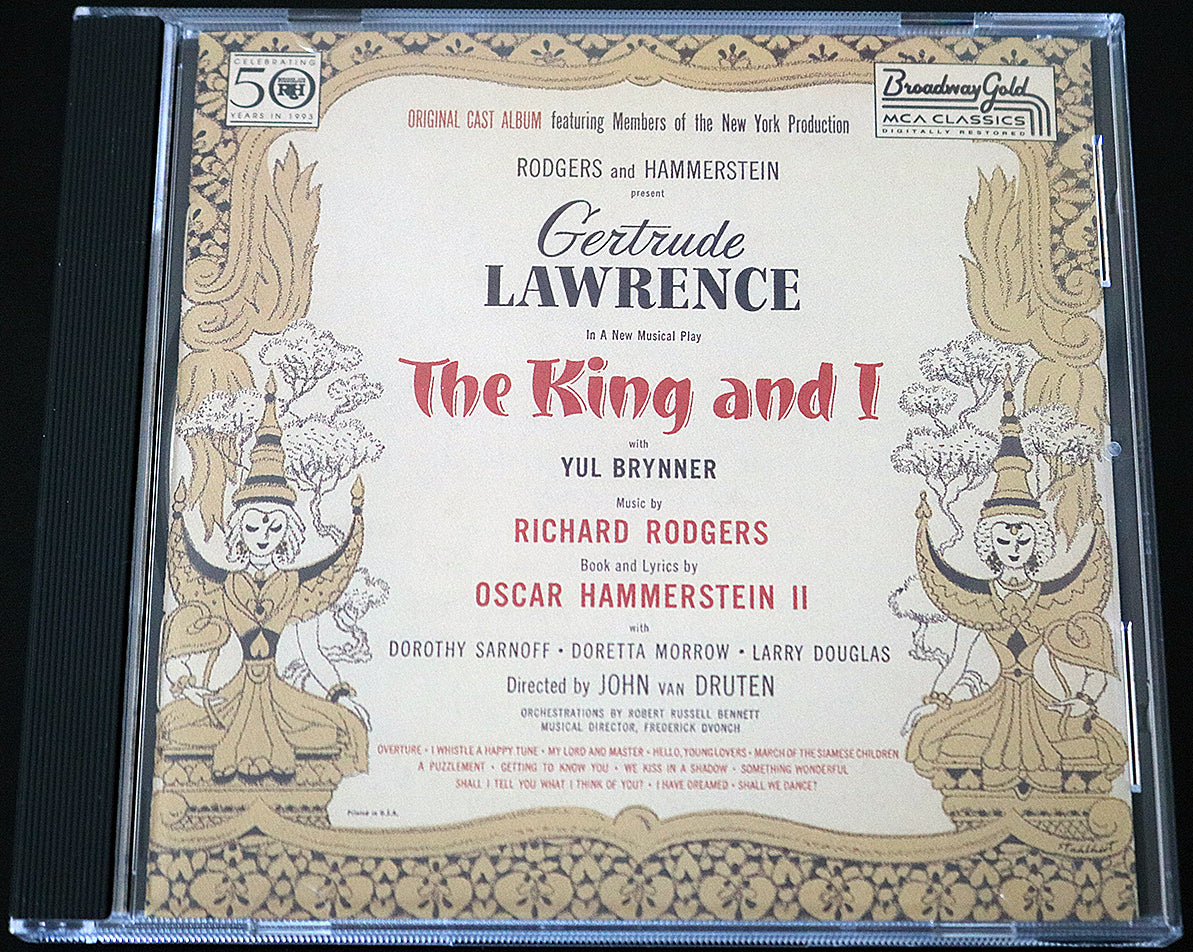 CELEBRATING
50
R&H
YEARS IN 1993
Broadway Gold
MCA CLASSICS
DIGITALLY RESTORED
ORIGINAL CAST ALBUM featuring Members of the New York Production
RODGERS and HAMMERSTEIN
present
Gertrude
LAWRENCE
In A New Musical Play
The King and I
with
YUL BRYNNER
Music by
RICHARD RODGERS
Book and Lyrics by
OSCAR HAMMERSTEIN II
with
DOROTHY SARNOFF • DORETTA MORROW • LARRY DOUGLAS
Directed by JOHN VAN DRUTEN
ORCHESTRATIONS BY ROBERT RUSSELL BENNETT
MUSICAL DIRECTOR, FREDERICK DVONCH
OVERTURE • I WHISTLE A HAPPY TUNE • MY LORD AND MASTER • HELLO, YOUNG LOVERS • MARCH OF THE SIAMESE CHILDREN
A PUZZLEMENT • GETTING TO KNOW YOU • WE KISS IN A SHADOW • SOMETHING WONDERFUL
SHALL I TELL YOU WHAT I THINK OF YOU? • I HAVE DREAMED • SHALL WE DANCE?
Printed in U.S.A.